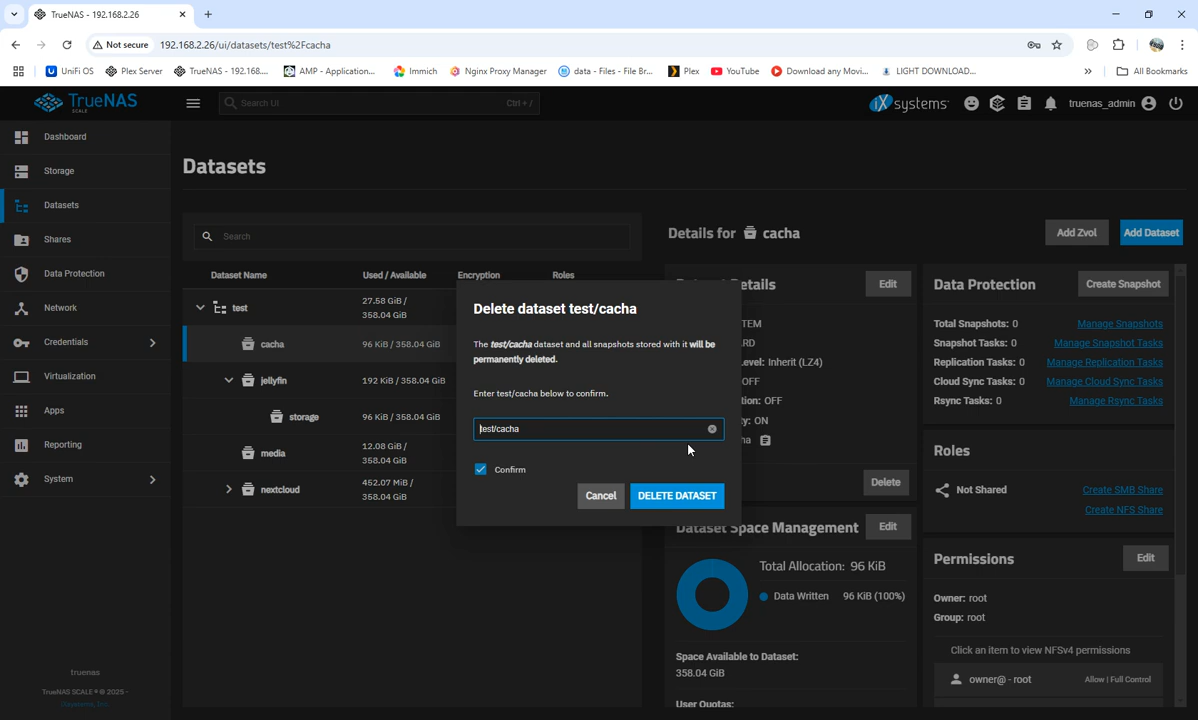 TrueNAS - 192.168.2.26
Not secure 192.168.2.26/ui/datasets/test%2Fcacha
UniFi OS Plex Server TrueNAS - 192.168.... AMP - Application... Immich Nginx Proxy Manager data - Files - File Br... Plex YouTube Download any Movi... LIGHT DOWNLOAD... All Bookmarks
TrueNAS SCALE Search UI Ctrl + / iXsystems truenas_admin
Dashboard
Storage
Datasets
Shares
Data Protection
Network
Credentials
Virtualization
Apps
Reporting
System
truenas
TrueNAS SCALE ® © 2025 -
iXsystems, Inc.
Datasets
Search
Dataset Name Used / Available Encryption Roles
test 27.58 GiB /
358.04 GiB
cacha 96 KiB / 358.04 GiB
jellyfin 192 KiB / 358.04 GiB
storage 96 KiB / 358.04 GiB
media 12.08 GiB /
358.04 GiB
nextcloud 452.07 MiB /
358.04 GiB
Delete dataset test/cacha
The test/cacha dataset and all snapshots stored with it will be
permanently deleted.
Enter test/cacha below to confirm.
test/cacha
Confirm
Cancel DELETE DATASET
Details for cacha Add Zvol Add Dataset
etails Edit
TEM
RD
evel: Inherit (LZ4)
OFF
tion: OFF
ty: ON
ha
Delete
Dataset Space Management Edit
Total Allocation: 96 KiB
Data Written 96 KiB (100%)
Space Available to Dataset:
358.04 GiB
User Quotas:
Data Protection Create Snapshot
Total Snapshots: 0 Manage Snapshots
Snapshot Tasks: 0 Manage Snapshot Tasks
Replication Tasks: 0 Manage Replication Tasks
Cloud Sync Tasks: 0 Manage Cloud Sync Tasks
Rsync Tasks: 0 Manage Rsync Tasks
Roles
Not Shared Create SMB Share
Create NFS Share
Permissions Edit
Owner: root
Group: root
Click an item to view NFSv4 permissions
owner@ - root Allow | Full Control